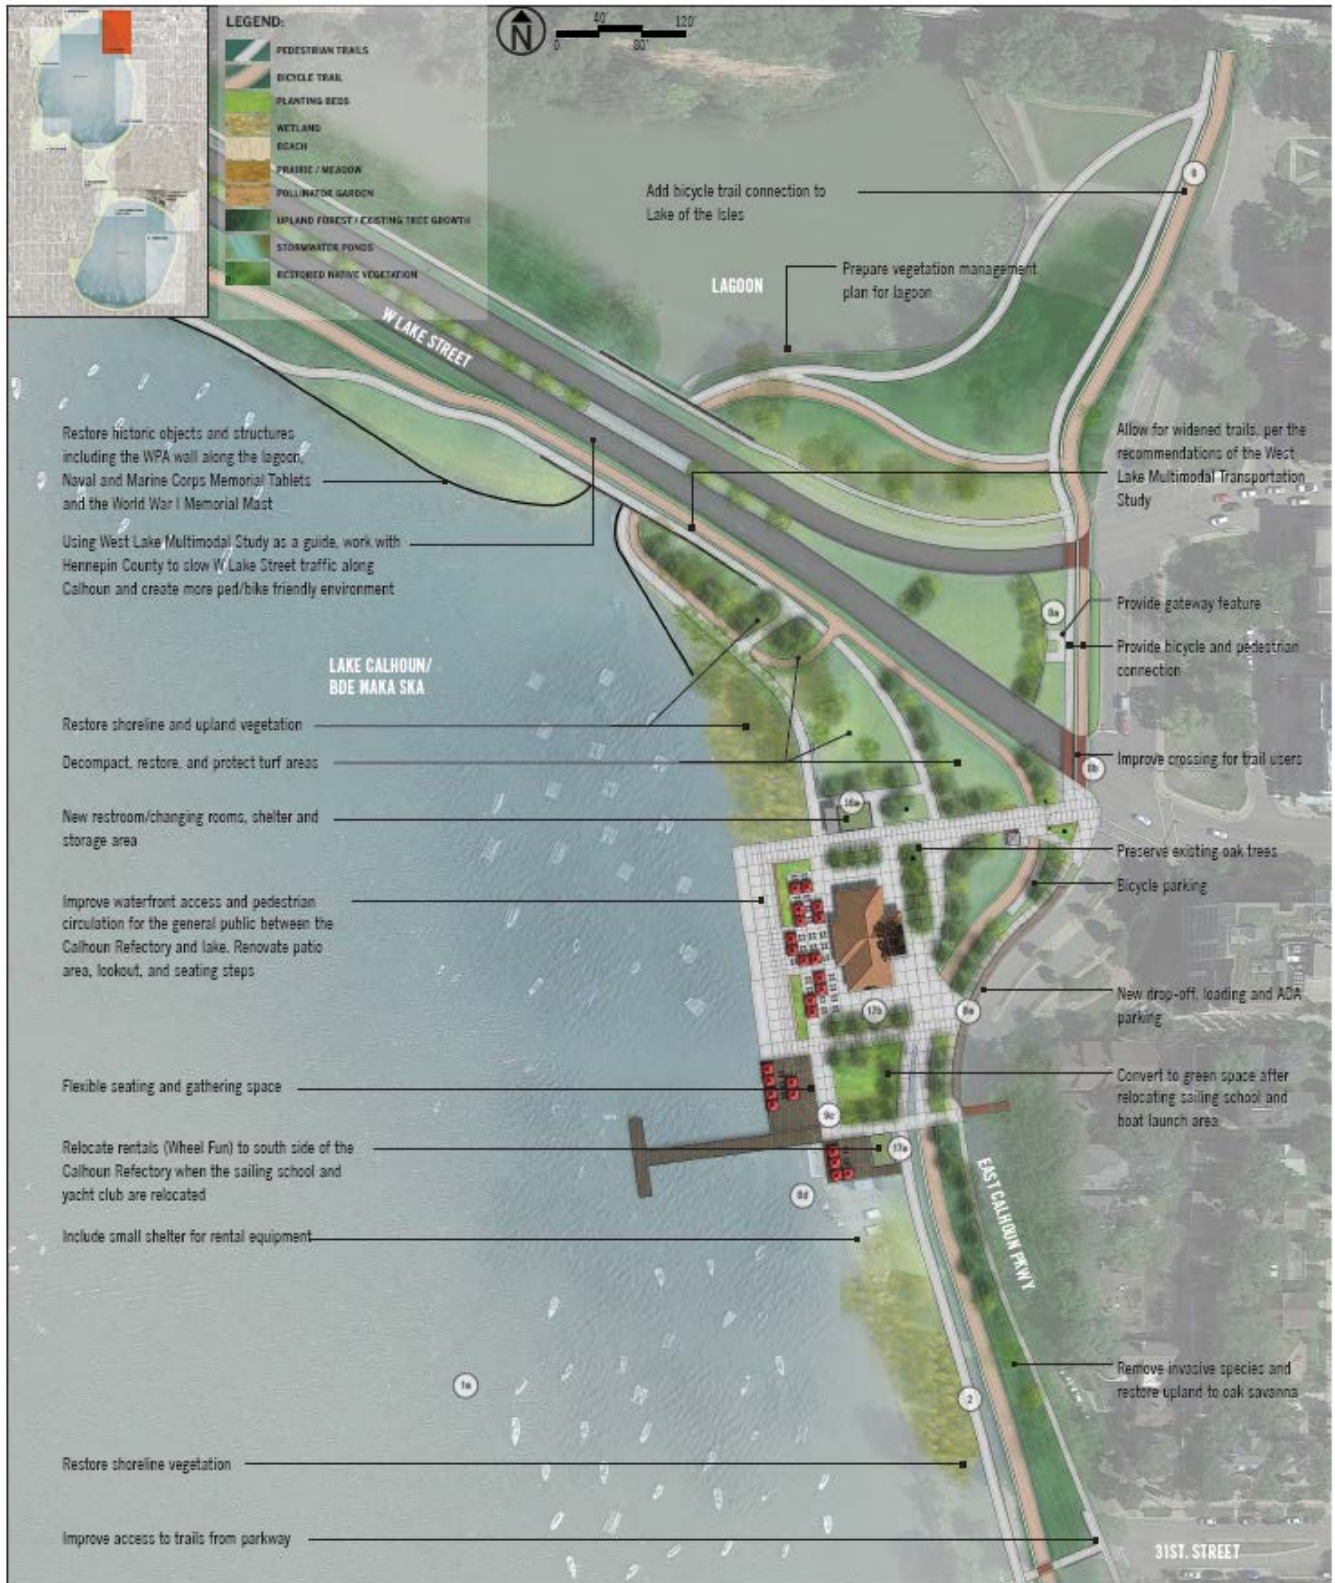 LEGEND:
PEDESTRIAN TRAILS
BICYCLE TRAIL
PLANTING BEDS
WETLAND
BEACH
PRAIRIE / MEADOW
POLLINATOR GARDEN
UPLAND FOREST / EXISTING TREE GROWTH
STORMWATER PONDS
RESTORED NATIVE VEGETATION
N
0
40'
80'
120'
Add bicycle trail connection to
Lake of the Isles
LAGOON
Prepare vegetation management
plan for lagoon
W LAKE STREET
Restore historic objects and structures
including the WPA wall along the lagoon,
Naval and Marine Corps Memorial Tablets
and the World War I Memorial Mast
Using West Lake Multimodal Study as a guide, work with
Hennepin County to slow W Lake Street traffic along
Calhoun and create more ped/bike friendly environment
Allow for widened trails, per the
recommendations of the West
Lake Multimodal Transportation
Study
Provide gateway feature
Provide bicycle and pedestrian
connection
LAKE CALHOUN/
BDE MAKA SKA
Restore shoreline and upland vegetation
Decompact, restore, and protect turf areas
Improve crossing for trail users
New restroom/changing rooms, shelter and
storage area
Preserve existing oak trees
Bicycle parking
Improve waterfront access and pedestrian
circulation for the general public between the
Calhoun Refectory and lake. Renovate patio
area, lookout, and seating steps
17b
New drop-off, loading and ADA
parking
Flexible seating and gathering space
9c
Convert to green space after
relocating sailing school and
boat launch area
Relocate rentals (Wheel Fun) to south side of the
Calhoun Refectory when the sailing school and
yacht club are relocated
17a
Include small shelter for rental equipment
EAST CALHOUN PKWY
Remove invasive species and
restore upland to oak savanna
2
Restore shoreline vegetation
Improve access to trails from parkway
31ST. STREET